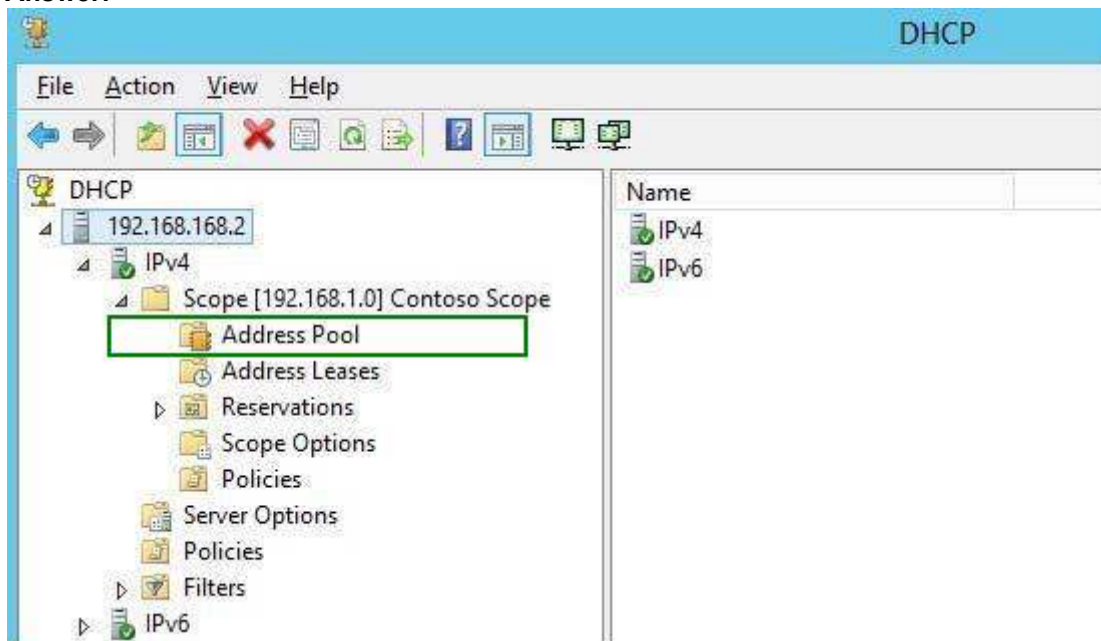 DHCP
File Action View Help
DHCP
192.168.168.2
IPv4
Scope [192.168.1.0] Contoso Scope
Address Pool
Address Leases
Reservations
Scope Options
Policies
Server Options
Policies
Filters
IPv6
Name
IPv4
IPv6